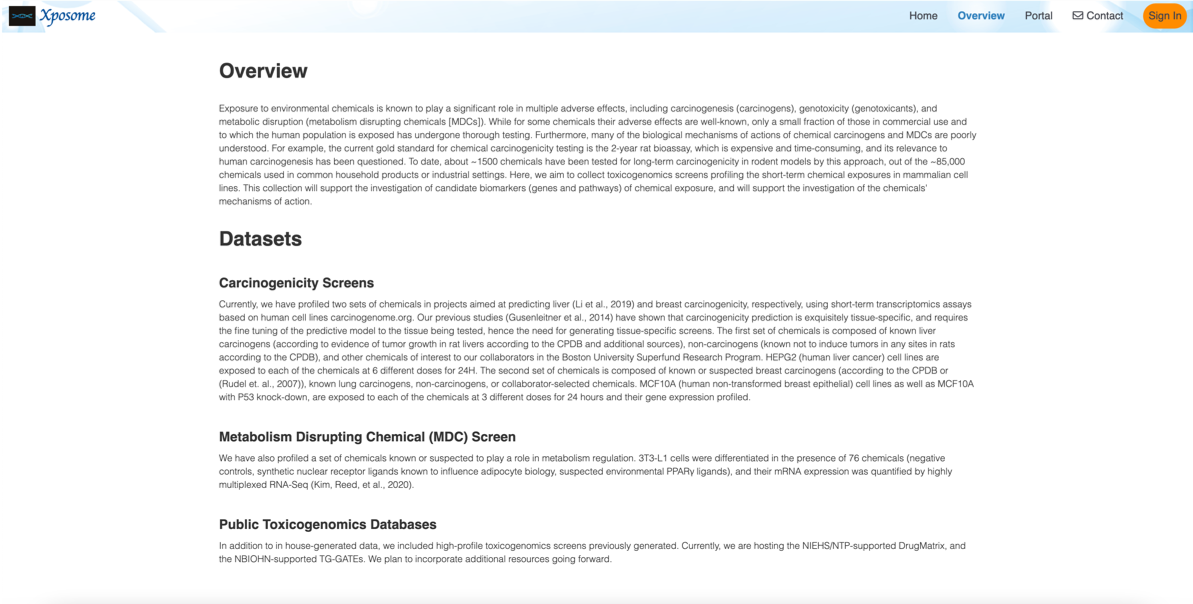 Xposome
Home Overview Portal Contact Sign In
Overview
Exposure to environmental chemicals is known to play a significant role in multiple adverse effects, including carcinogenesis (carcinogens), genotoxicity (genotoxicants), and
metabolic disruption (metabolism disrupting chemicals [MDCs]). While for some chemicals their adverse effects are well-known, only a small fraction of those in commercial use and
to which the human population is exposed has undergone thorough testing. Furthermore, many of the biological mechanisms of actions of chemical carcinogens and MDCs are poorly
understood. For example, the current gold standard for chemical carcinogenicity testing is the 2-year rat bioassay, which is expensive and time-consuming, and its relevance to
human carcinogenesis has been questioned. To date, about ~1500 chemicals have been tested for long-term carcinogenicity in rodent models by this approach, out of the ~85,000
chemicals used in common household products or industrial settings. Here, we aim to collect toxicogenomics screens profiling the short-term chemical exposures in mammalian cell
lines. This collection will support the investigation of candidate biomarkers (genes and pathways) of chemical exposure, and will support the investigation of the chemicals'
mechanisms of action.
Datasets
Carcinogenicity Screens
Currently, we have profiled two sets of chemicals in projects aimed at predicting liver (Li et al., 2019) and breast carcinogenicity, respectively, using short-term transcriptomics assays
based on human cell lines carcinogenome.org. Our previous studies (Gusenleitner et al., 2014) have shown that carcinogenicity prediction is exquisitely tissue-specific, and requires
the fine tuning of the predictive model to the tissue being tested, hence the need for generating tissue-specific screens. The first set of chemicals is composed of known liver
carcinogens (according to evidence of tumor growth in rat livers according to the CPDB and additional sources), non-carcinogens (known not to induce tumors in any sites in rats
according to the CPDB), and other chemicals of interest to our collaborators in the Boston University Superfund Research Program. HEPG2 (human liver cancer) cell lines are
exposed to each of the chemicals at 6 different doses for 24H. The second set of chemicals is composed of known or suspected breast carcinogens (according to the CPDB or
(Rudel et. al., 2007)), known lung carcinogens, non-carcinogens, or collaborator-selected chemicals. MCF10A (human non-transformed breast epithelial) cell lines as well as MCF10A
with P53 knock-down, are exposed to each of the chemicals at 3 different doses for 24 hours and their gene expression profiled.
Metabolism Disrupting Chemical (MDC) Screen
We have also profiled a set of chemicals known or suspected to play a role in metabolism regulation. 3T3-L1 cells were differentiated in the presence of 76 chemicals (negative
controls, synthetic nuclear receptor ligands known to influence adipocyte biology, suspected environmental PPARγ ligands), and their mRNA expression was quantified by highly
multiplexed RNA-Seq (Kim, Reed, et al., 2020).
Public Toxicogenomics Databases
In addition to in house-generated data, we included high-profile toxicogenomics screens previously generated. Currently, we are hosting the NIEHS/NTP-supported DrugMatrix, and
the NBIOHN-supported TG-GATEs. We plan to incorporate additional resources going forward.